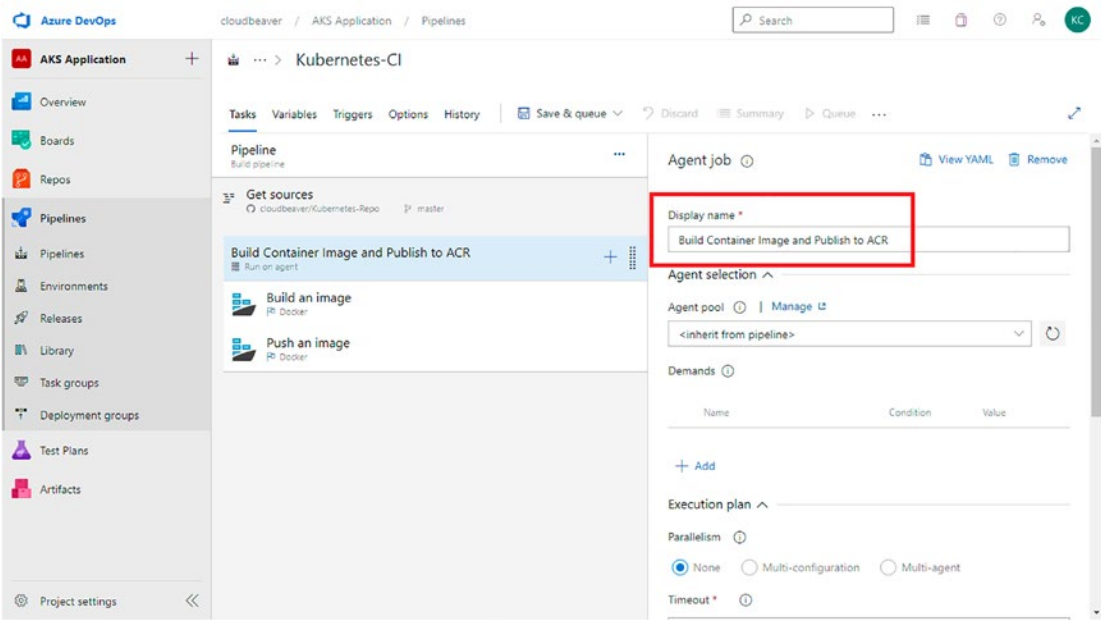 Azure DevOps
cloudbeaver / AKS Application / Pipelines
Search
KC
AA AKS Application
Kubernetes-CI
Overview
Boards
Repos
Pipelines
Pipelines
Environments
Releases
Library
Task groups
Deployment groups
Test Plans
Artifacts
Project settings
Tasks Variables Triggers Options History Save & queue Discard Summary Queue ...
Pipeline
Build pipeline
Get sources
cloudbeaver/Kubernetes-Repo master
Build Container Image and Publish to ACR
Run on agent
Build an image
Docker
Push an image
Docker
Agent job
View YAML Remove
Display name *
Build Container Image and Publish to ACR
Agent selection
Agent pool | Manage
<inherit from pipeline>
Demands
Name Condition Value
+ Add
Execution plan
Parallelism
None Multi-configuration Multi-agent
Timeout *